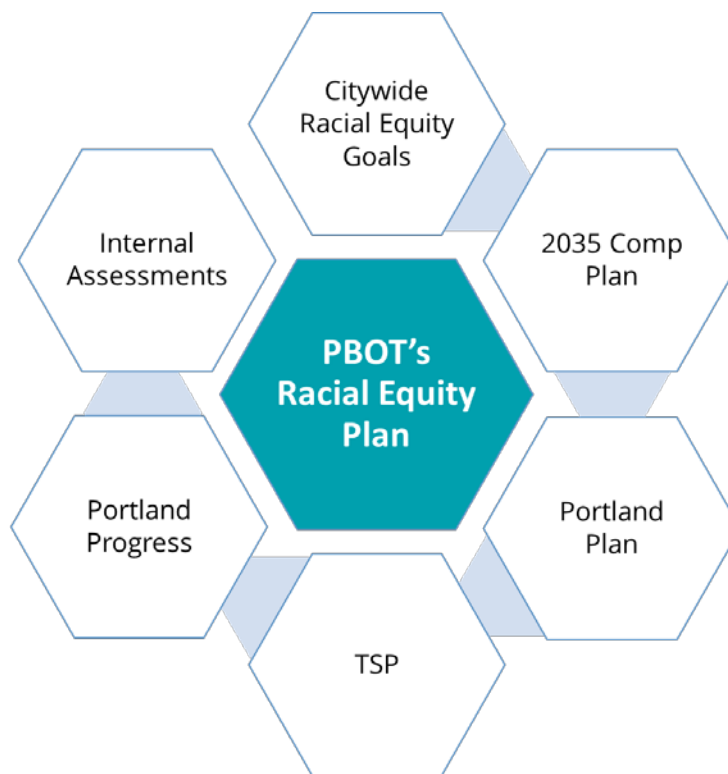 Citywide
Racial Equity
Goals
Internal
Assessments
2035 Comp
Plan
PBOT’s
Racial Equity
Plan
Portland
Progress
Portland
Plan
TSP